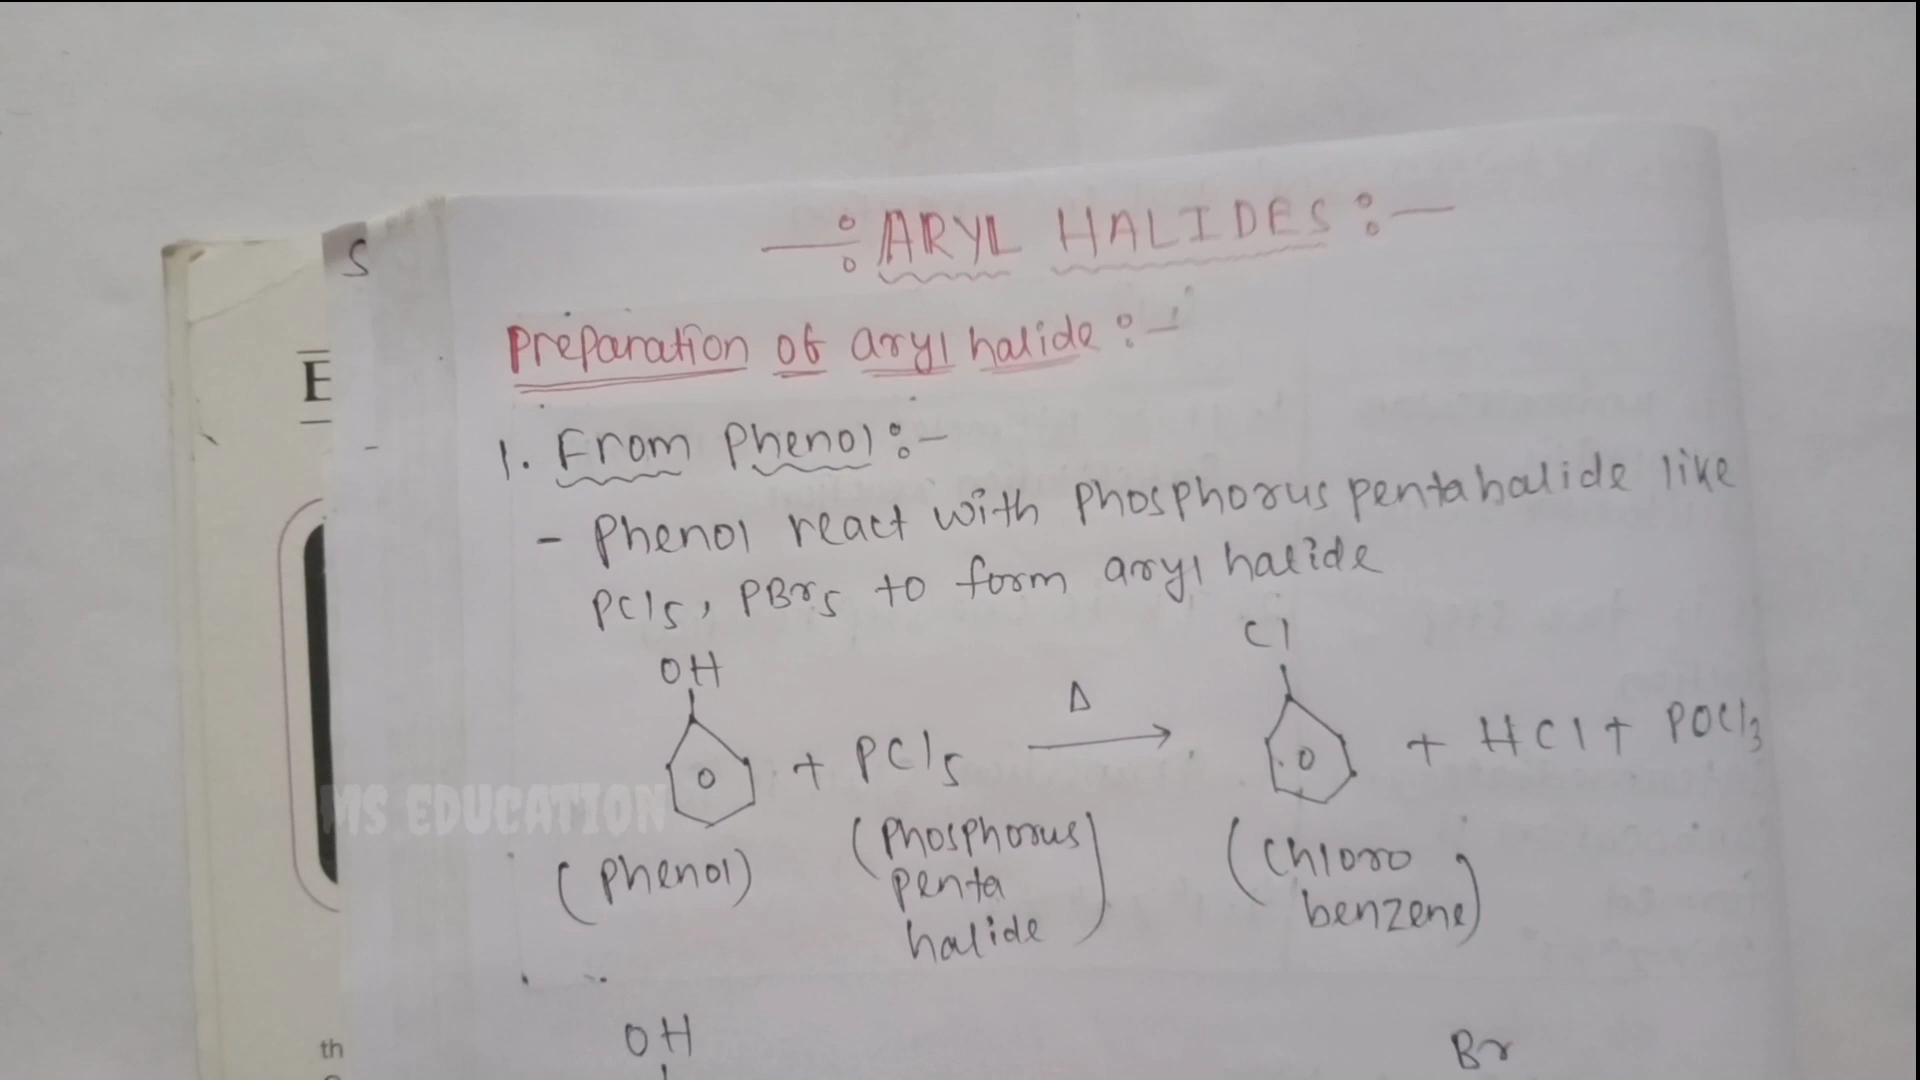 —: ARYL HALIDES :—
S
Preparation of aryl halide :-
E
1. From Phenol :-
- Phenol react with phosphorus pentahalide like
PCl5, PBr5 to form aryl halide
OH
Cl
+ PCl5 Δ → + HCl + POCl3
MS EDUCATION
(Phenol) (Phosphorus penta halide) (Chloro benzene)
OH
Br
th